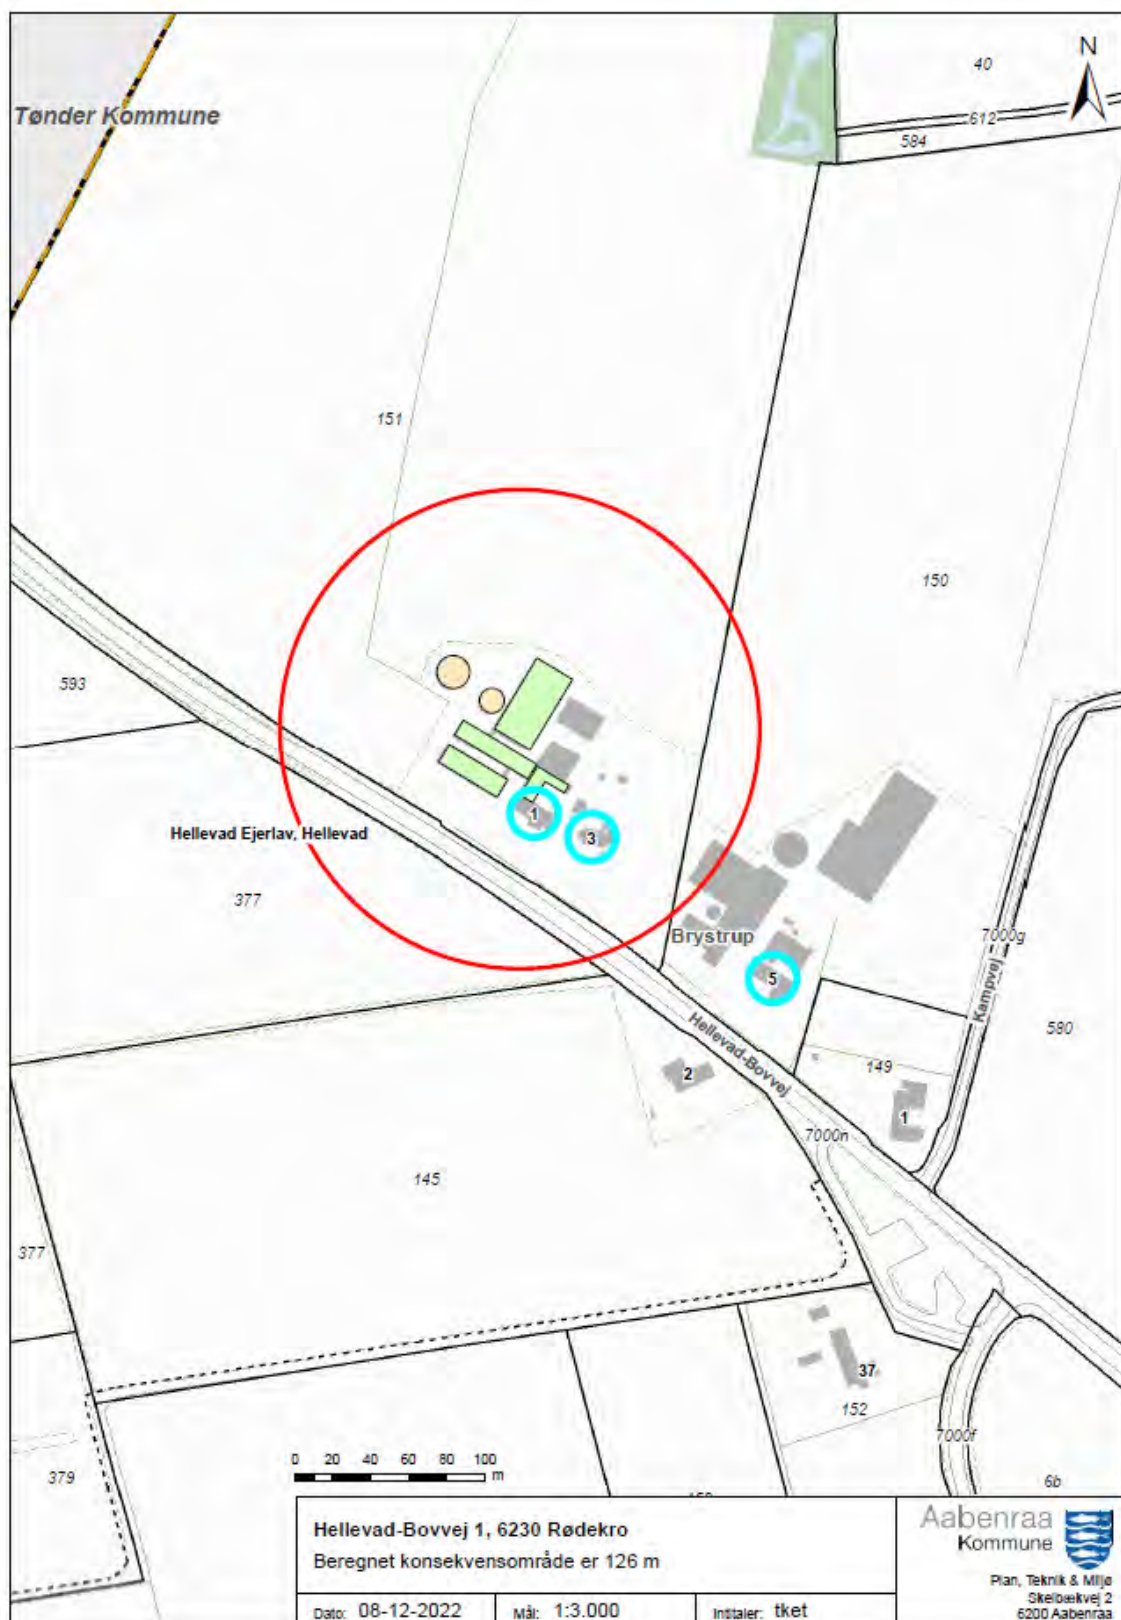 N
40
Tønder Kommune
612
584
151
150
593
Hellevad Ejerlav, Hellevad
1
3
377
Brystrup
7000g
5
Kampvej
580
Hellevad-Bovvej
2
149
1
7000n
145
377
37
152
7000f
379
0 20 40 60 80 100
m
6b
Hellevad-Bovvej 1, 6230 Rødekro
Beregnet konsekvensområde er 126 m
Aabenraa
Kommune
Plan, Teknik & Miljø
Skelbækvej 2
6200 Aabenraa
Dato: 08-12-2022 Mål: 1:3.000 Initialer: tket